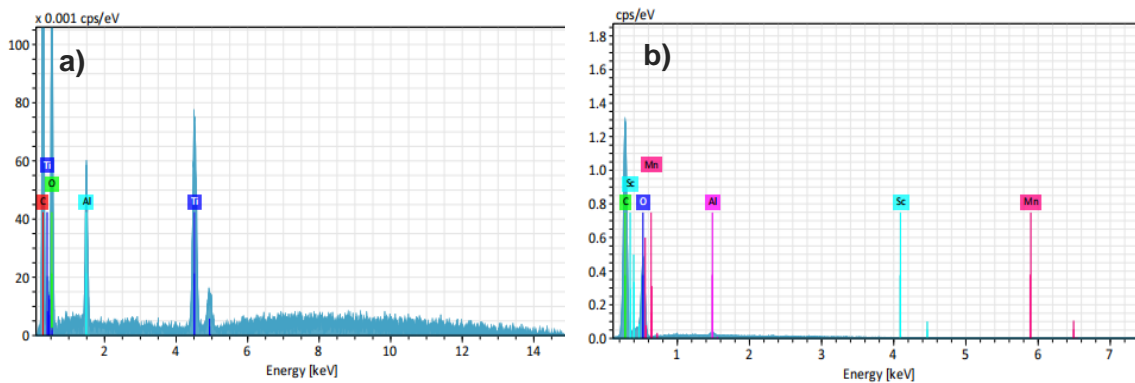 x 0.001 cps/eV
a)
100
80
60
40
20
0
Ti
O
C
Al
Ti
2
4
6
8
10
12
14
Energy [keV]
cps/eV
b)
1.8
1.6
1.4
1.2
1.0
0.8
0.6
0.4
0.2
0.0
Mn
Sc
C
O
Al
Sc
Mn
1
2
3
4
5
6
7
Energy [keV]